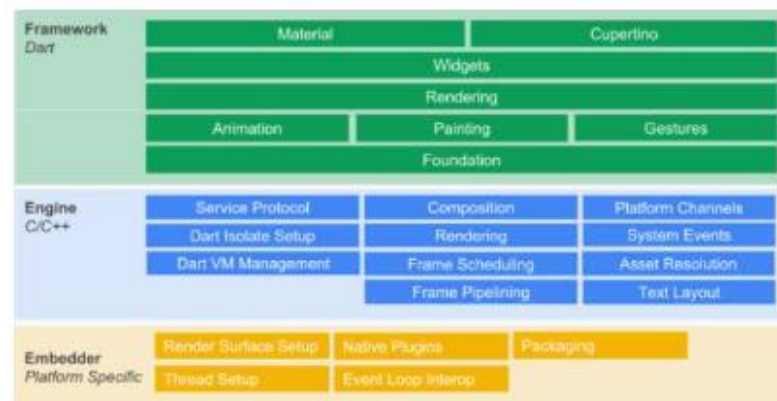 Framework
Dart
Material
Cupertino
Widgets
Rendering
Animation
Painting
Gestures
Foundation
Engine
C/C++
Service Protocol
Composition
Platform Channels
Dart Isolate Setup
Rendering
System Events
Dart VM Management
Frame Scheduling
Asset Resolution
Frame Pipelining
Text Layout
Embedder
Platform Specific
Render Surface Setup
Native Plugins
Packaging
Thread Setup
Event Loop Interop